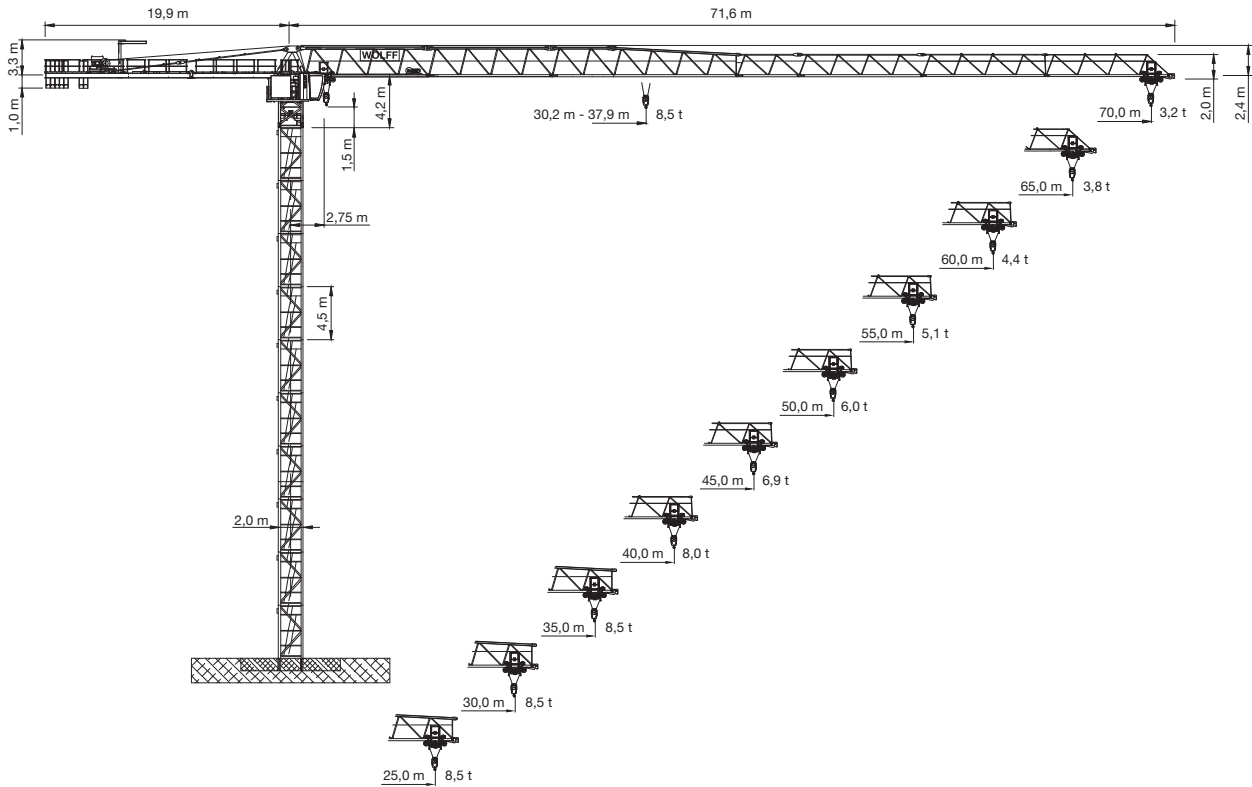 19,9 m
71,6 m
3,3 m
1,0 m
WOLFF
4,2 m
1,5 m
30,2 m - 37,9 m
8,5 t
70,0 m
3,2 t
2,0 m
2,4 m
65,0 m
3,8 t
2,75 m
60,0 m
4,4 t
4,5 m
55,0 m
5,1 t
50,0 m
6,0 t
45,0 m
6,9 t
2,0 m
40,0 m
8,0 t
35,0 m
8,5 t
30,0 m
8,5 t
25,0 m
8,5 t